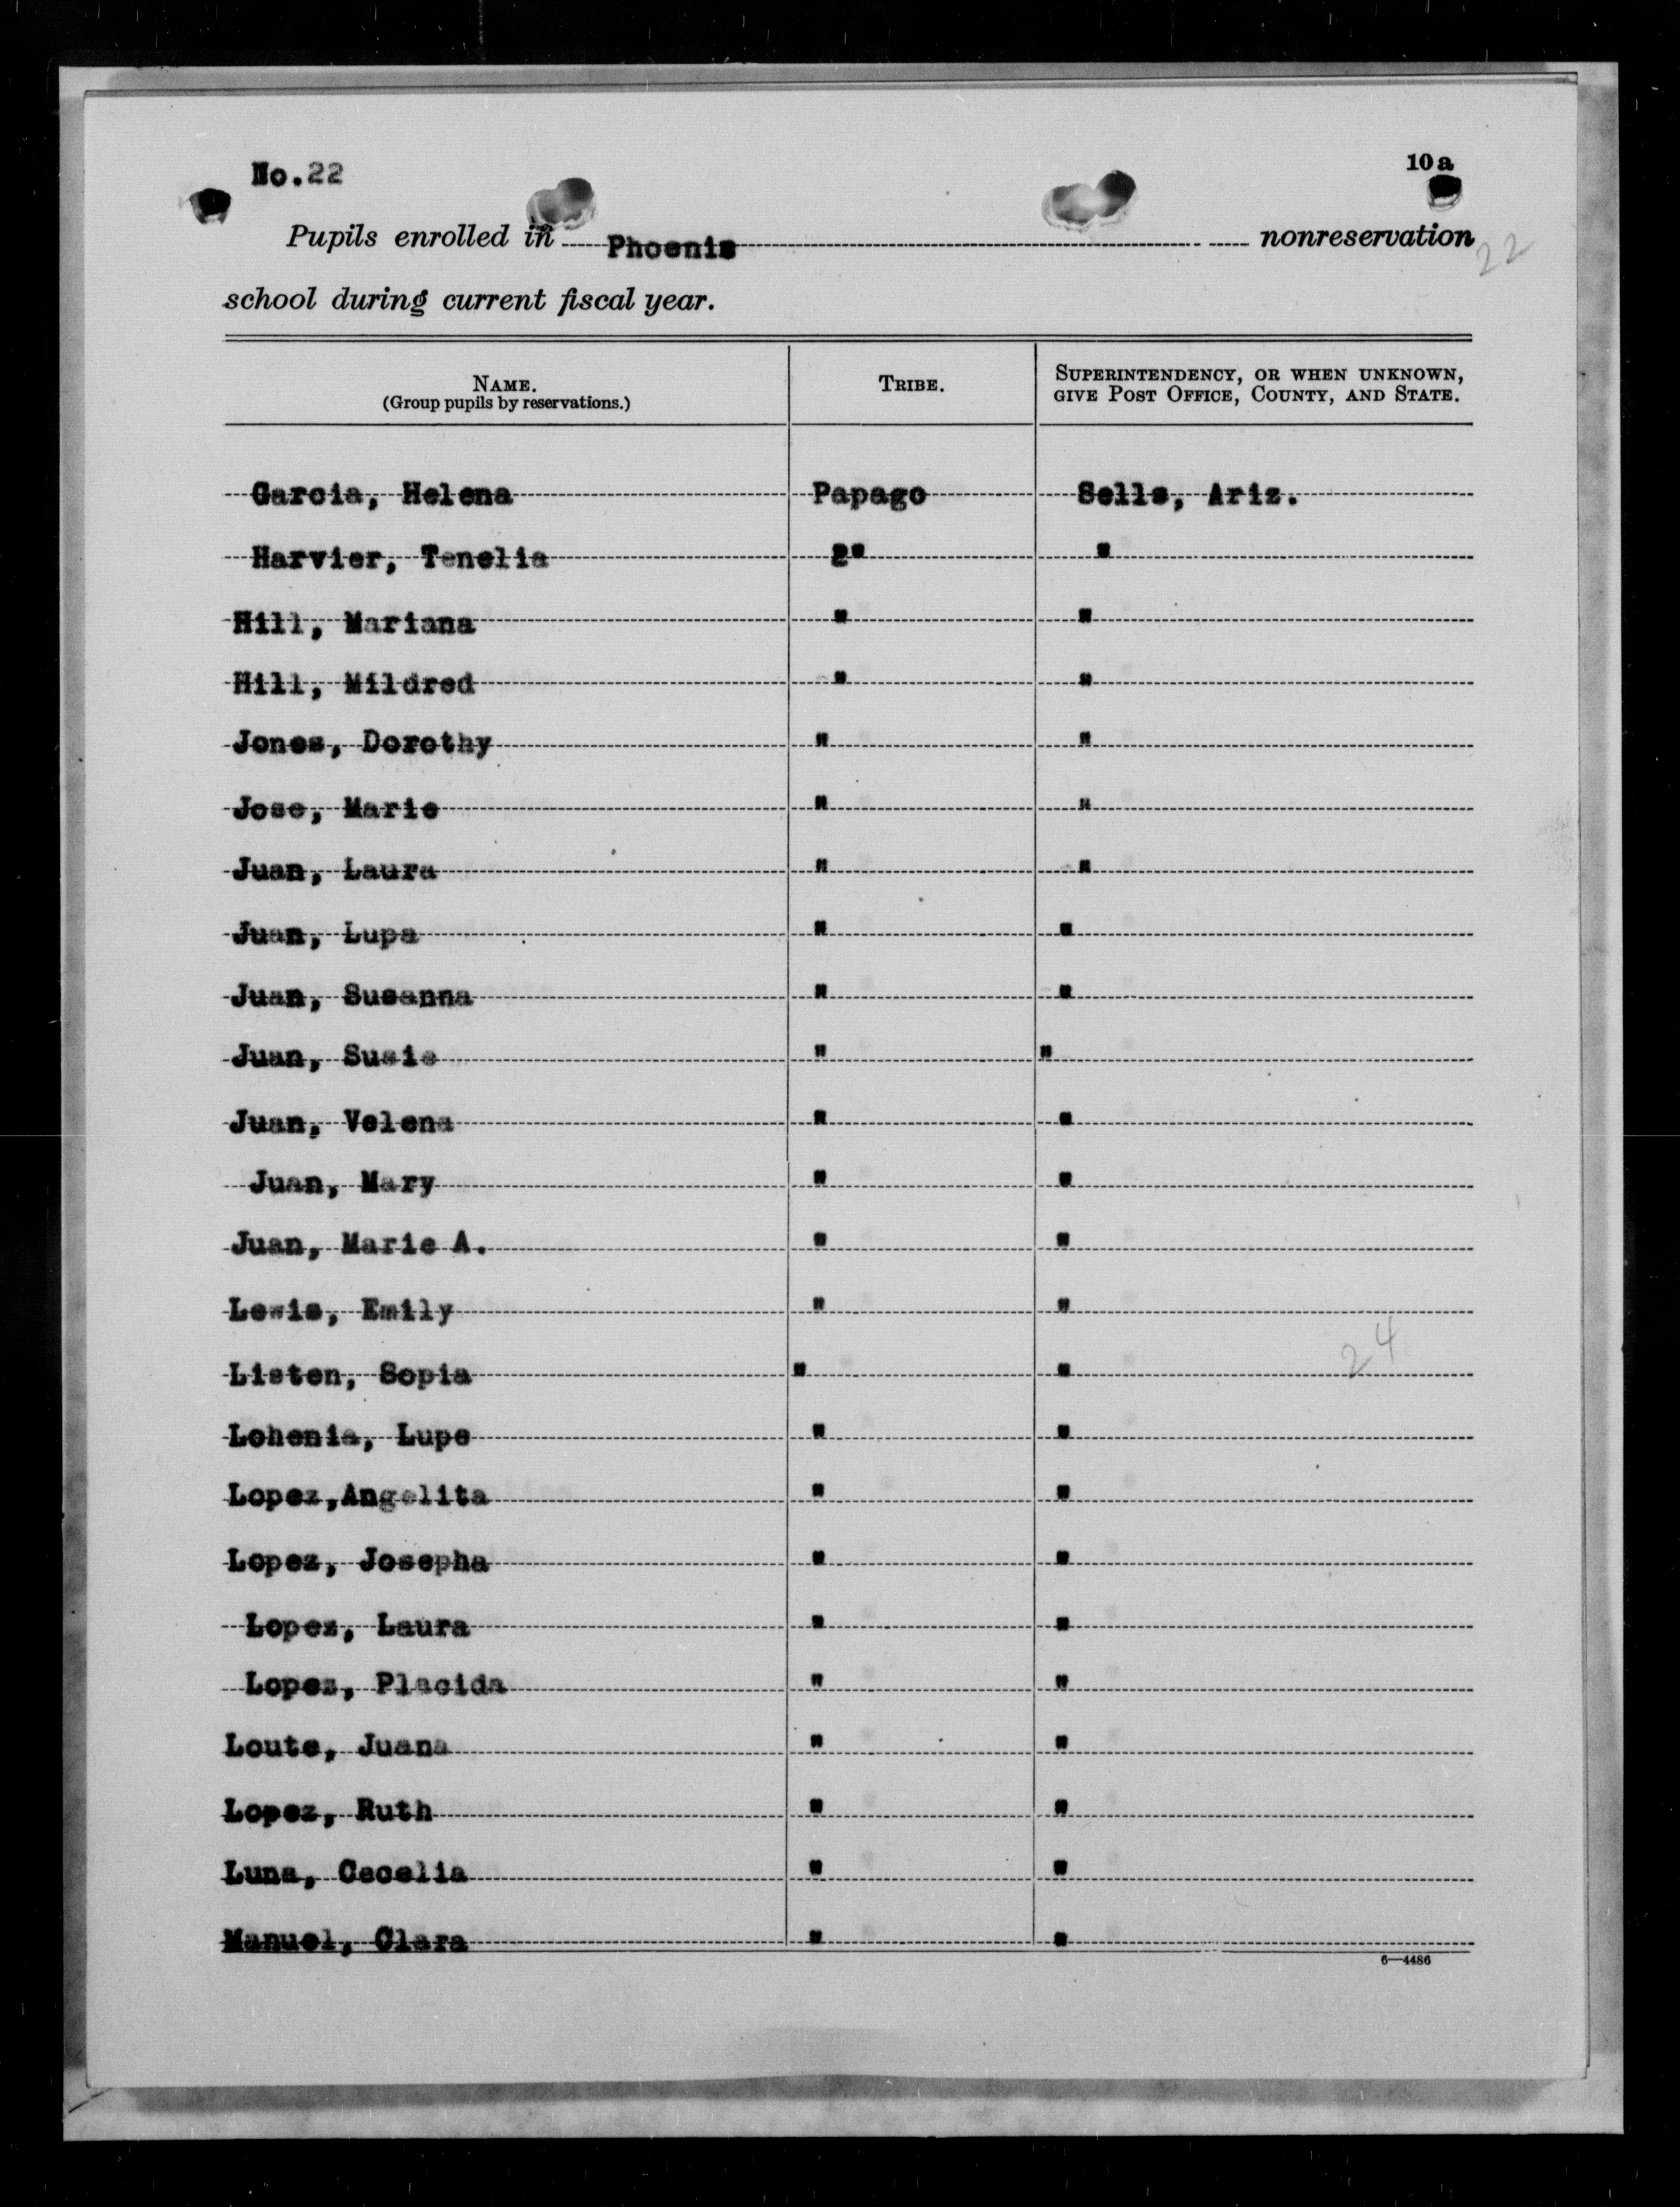 No.22
10 a
Pupils enrolled in Phoenix nonreservation
22
school during current fiscal year.
NAME. TRIBE. SUPERINTENDENCY, OR WHEN UNKNOWN,
(Group pupils by reservations.) GIVE POST OFFICE, COUNTY, AND STATE.
Garcia, Helena Papago Sells, Ariz.
Harvier, Tenelia " "
Hill, Mariana " "
Hill, Mildred " "
Jones, Dorothy " "
Jose, Marie " "
Juan, Laura " "
Juan, Lupa " "
Juan, Susanna " "
Juan, Susie " "
Juan, Velena " "
Juan, Mary " "
Juan, Marie A. " "
Lewis, Emily " "
Listen, Sopia " "
24
Lohenia, Lupe " "
Lopez,Angelita " "
Lopez, Josepha " "
Lopez, Laura " "
Lopez, Placida " "
Loute, Juana " "
Lopez, Ruth " "
Luna, Cecelia " "
Manuel, Clara " "
6—4486